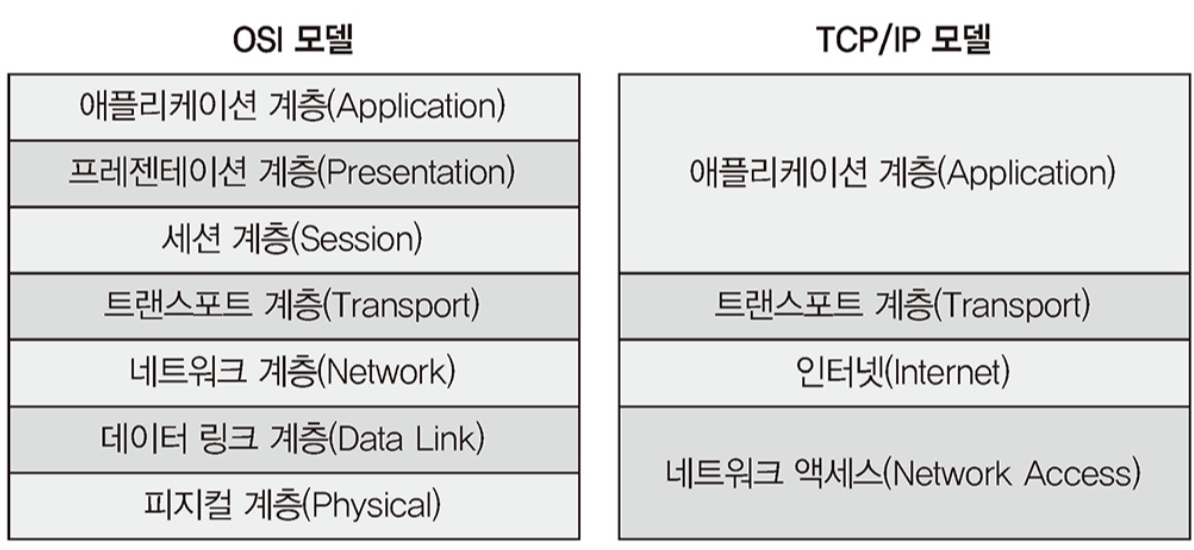 OSI 모델
애플리케이션 계층(Application)
프레젠테이션 계층(Presentation)
세션 계층(Session)
트랜스포트 계층(Transport)
네트워크 계층(Network)
데이터 링크 계층(Data Link)
피지컬 계층(Physical)
TCP/IP 모델
애플리케이션 계층(Application)
트랜스포트 계층(Transport)
인터넷(Internet)
네트워크 액세스(Network Access)